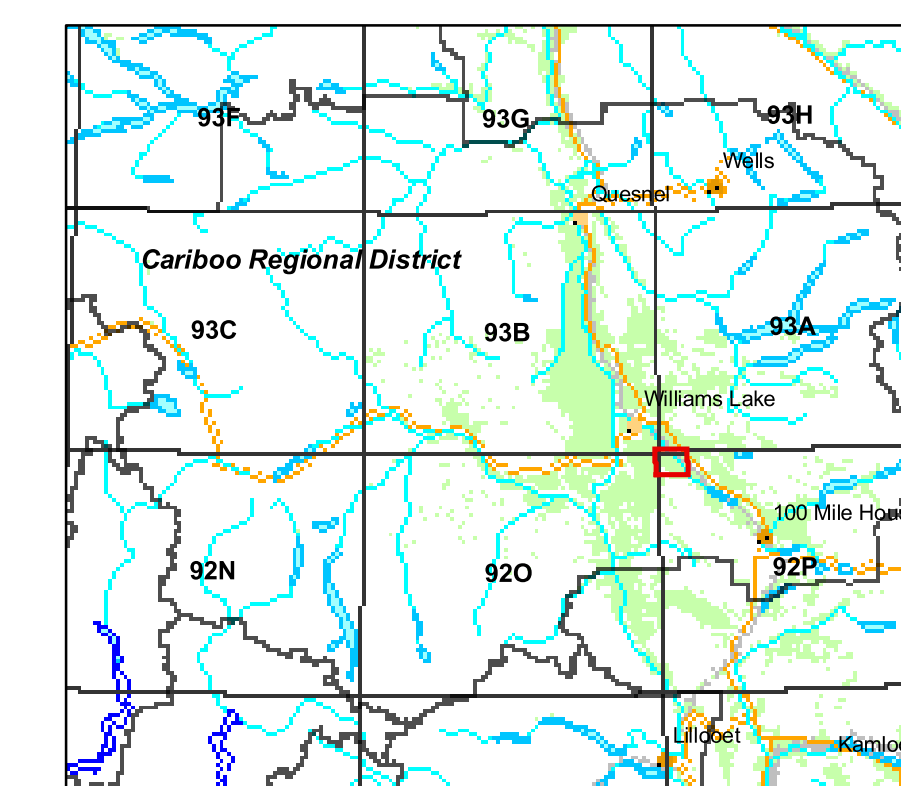 93F
93G
93H
Wells
Quesnel
Cariboo Regional District
93C
93B
93A
Williams Lake
100 Mile Hou
92N
92O
92P
Lillooet
Kamloo